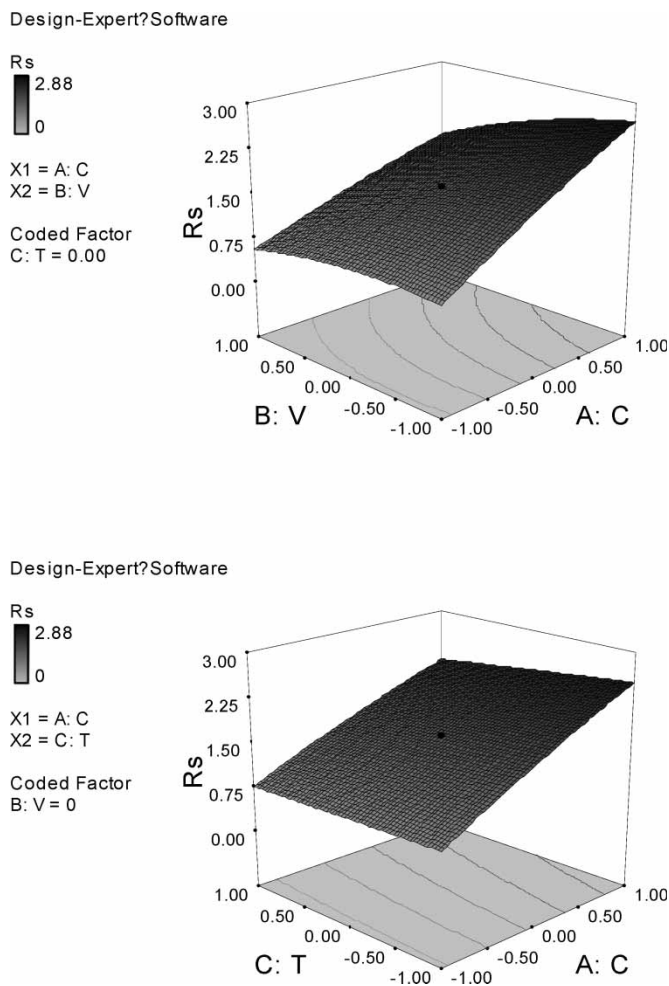 Design-Expert?Software
Rs
2.88
0
X1 = A: C
X2 = B: V
Coded Factor
C: T = 0.00
3.00
2.25
1.50
0.75
0.00
Rs
1.00
0.50
0.00
-0.50
-1.00
B: V
-1.00
-0.50
0.00
0.50
1.00
A: C
Design-Expert?Software
Rs
2.88
0
X1 = A: C
X2 = C: T
Coded Factor
B: V = 0
3.00
2.25
1.50
0.75
0.00
Rs
1.00
0.50
0.00
-0.50
-1.00
C: T
-1.00
-0.50
0.00
0.50
1.00
A: C